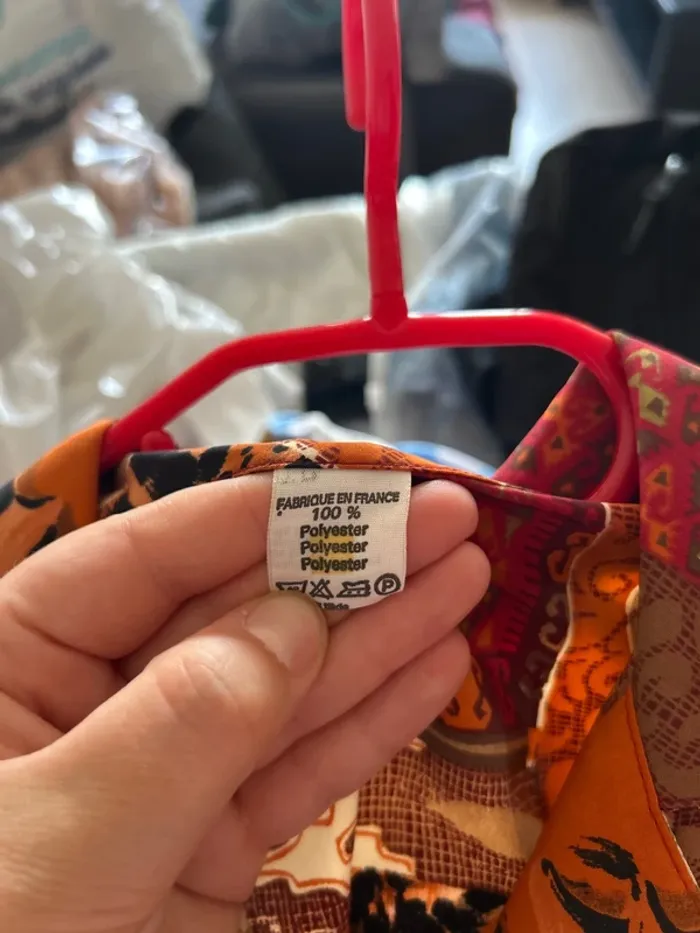 FABRIQUE EN FRANCE
100 %
Polyester
Polyester
Polyester
P